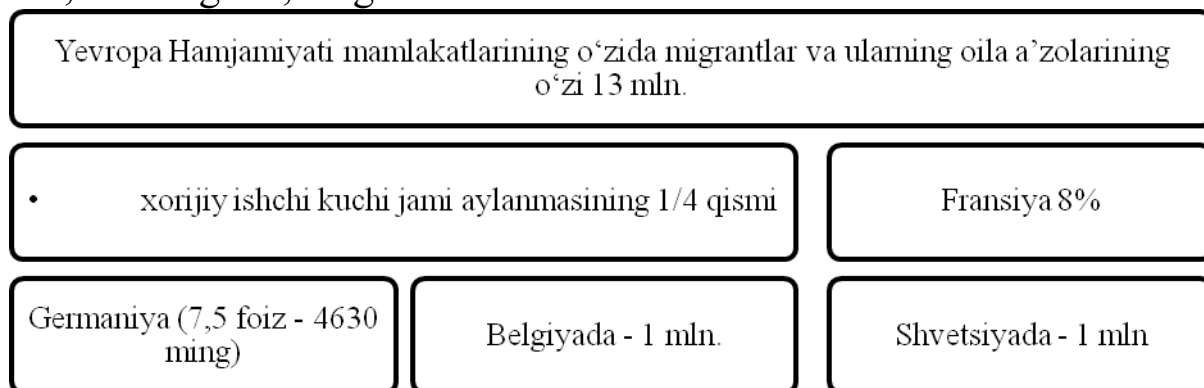 Yevropa Hamjamiyati mamlakatlarining o‘zida migrantlar va ularning oila a’zolarining
o‘zi 13 mln.
• xorijiy ishchi kuchi jami aylanmasining 1/4 qismi
Fransiya 8%
Germaniya (7,5 foiz - 4630
ming)
Belgiyada - 1 mln.
Shvetsiyada - 1 mln